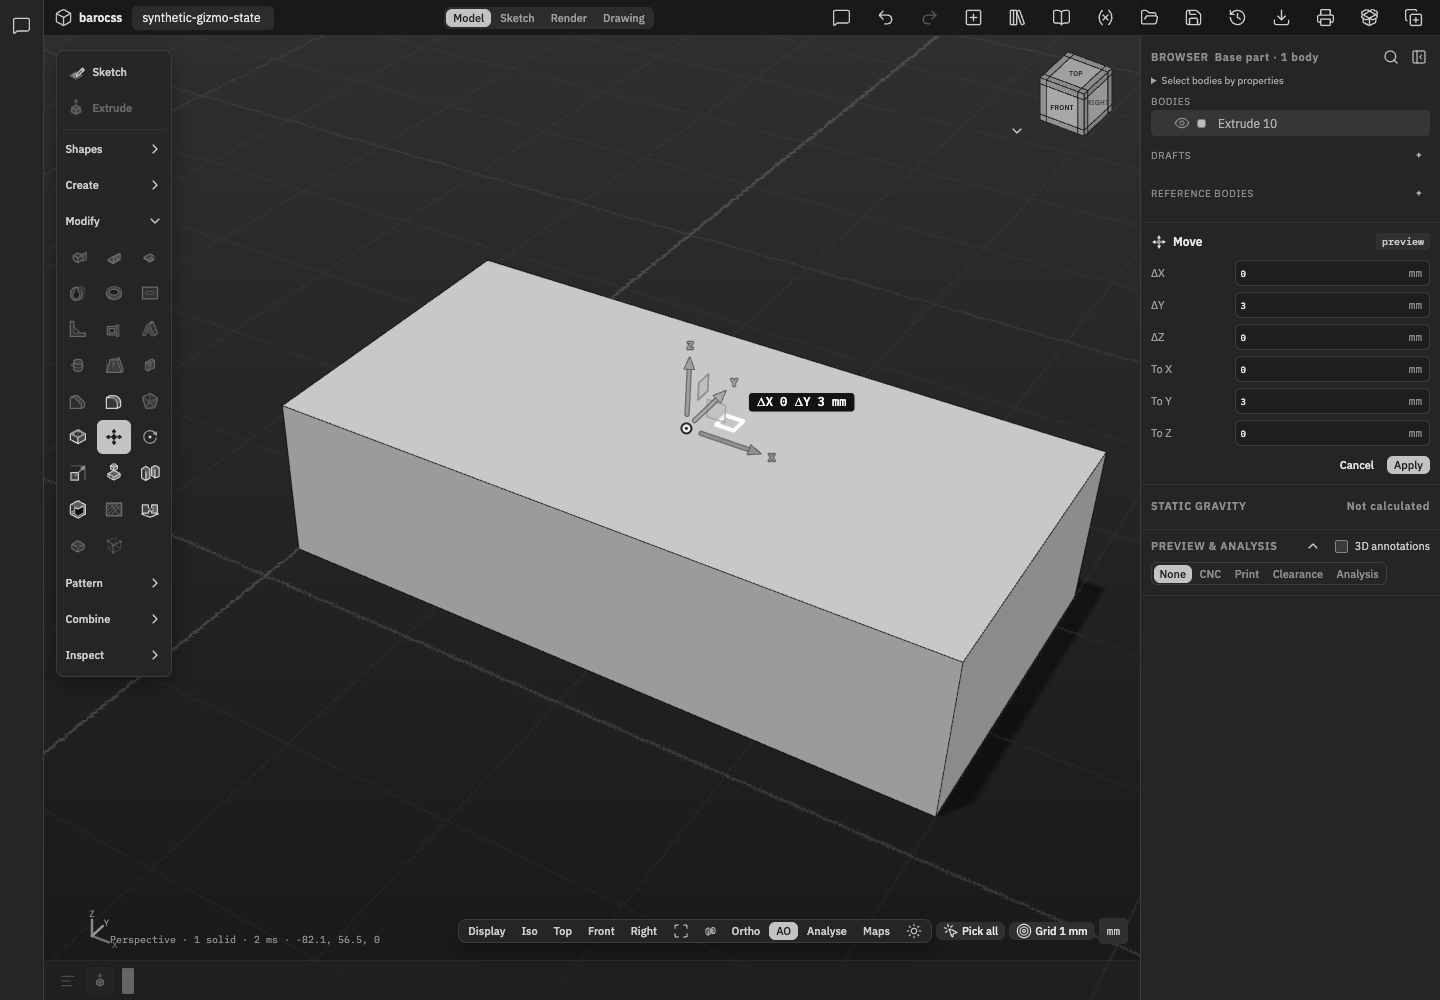 barocss
synthetic-gizmo-state
Model Sketch Render Drawing
Sketch
Extrude
Shapes
Create
Modify
Pattern
Combine
Inspect
TOP
FRONT
RIGHT
Z
Y
X
ΔX 0 ΔY 3 mm
BROWSER Base part · 1 body
Select bodies by properties
BODIES
Extrude 10
DRAFTS +
REFERENCE BODIES +
Move preview
ΔX 0 mm
ΔY 3 mm
ΔZ 0 mm
To X 0 mm
To Y 3 mm
To Z 0 mm
Cancel Apply
STATIC GRAVITY Not calculated
PREVIEW & ANALYSIS 3D annotations
None CNC Print Clearance Analysis
Z
Y
X
Perspective · 1 solid · 2 ms · -82.1, 56.5, 0
Display Iso Top Front Right Ortho AO Analyse Maps Pick all Grid 1 mm mm